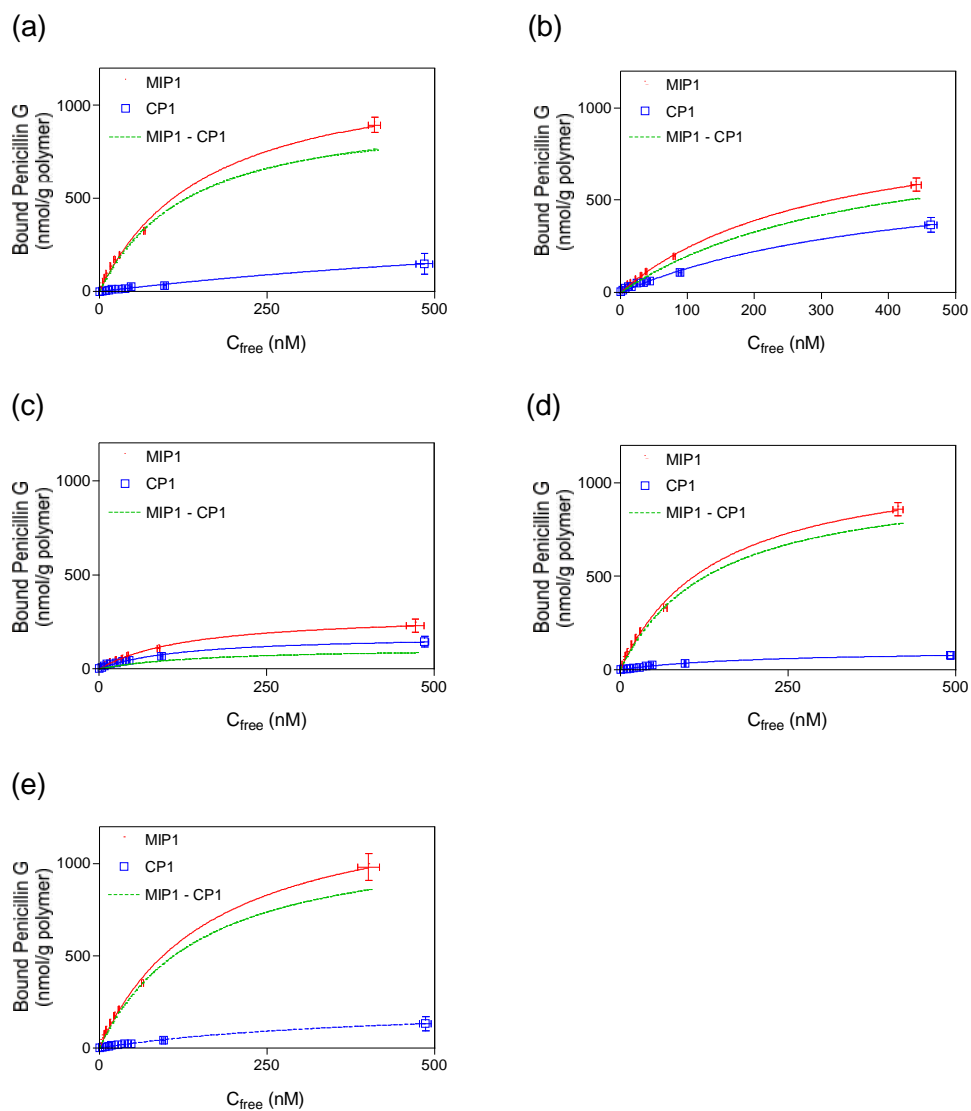 (a)
MIP1
CP1
MIP1 - CP1
1000
500
0
0
250
500
Bound Penicillin G
(nmol/g polymer)
Cfree (nM)
(b)
MIP1
CP1
MIP1 - CP1
1000
500
0
0
100
200
300
400
500
Bound Penicillin G
(nmol/g polymer)
Cfree (nM)
(c)
MIP1
CP1
MIP1 - CP1
1000
500
0
0
250
500
Bound Penicillin G
(nmol/g polymer)
Cfree (nM)
(d)
MIP1
CP1
MIP1 - CP1
1000
500
0
0
250
500
Bound Penicillin G
(nmol/g polymer)
Cfree (nM)
(e)
MIP1
CP1
MIP1 - CP1
1000
500
0
0
250
500
Bound Penicillin G
(nmol/g polymer)
Cfree (nM)